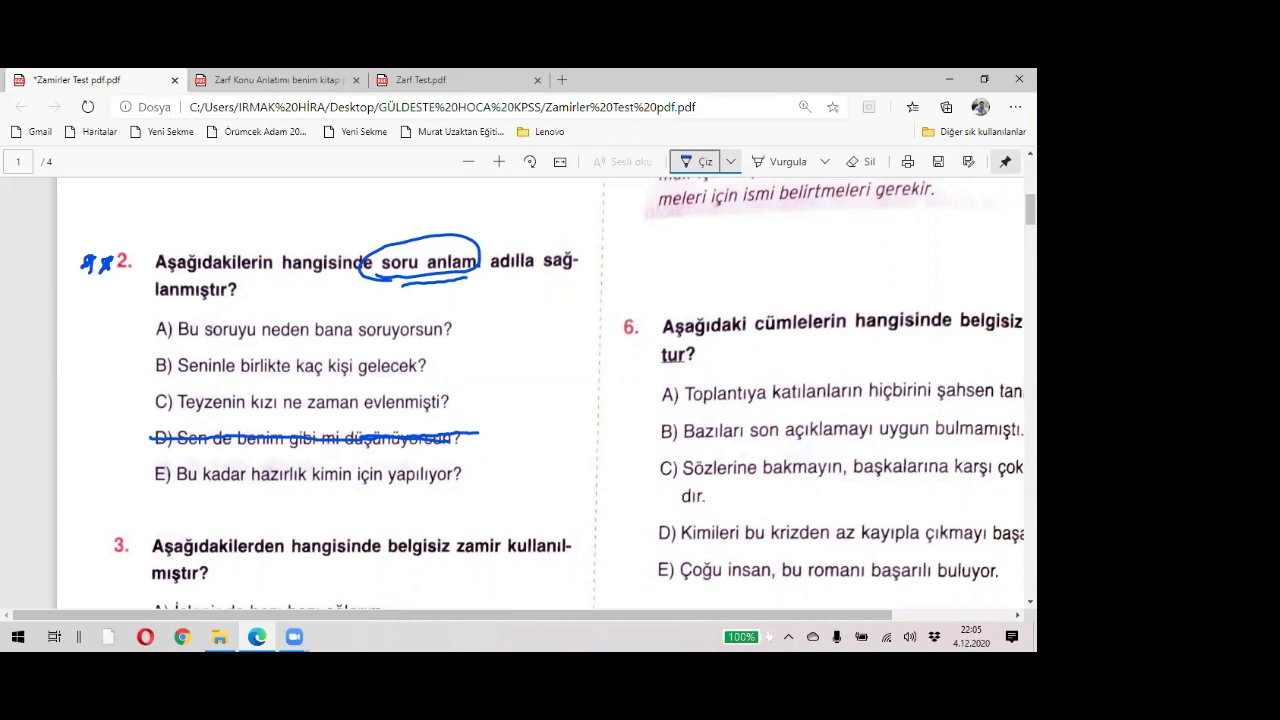 *Zamirler Test pdf.pdf
Zarf Konu Anlatımı benim kitap
Zarf Test.pdf
Dosya
C:/Users/IRMAK%20HİRA/Desktop/GÜLDESTE%20HOCA%20KPSS/Zamirler%20Test%20pdf.pdf
Gmail
Haritalar
Yeni Sekme
Örümcek Adam 20...
Yeni Sekme
Murat Uzaktan Eğiti...
Lenovo
Diğer sık kullanılanlar
1 / 4
Sesli oku
Çiz
Vurgula
Sil
meleri için ismi belirtmeleri gerekir.
2. Aşağıdakilerin hangisinde soru anlamı adılla sağ-
lanmıştır?
A) Bu soruyu neden bana soruyorsun?
B) Seninle birlikte kaç kişi gelecek?
C) Teyzenin kızı ne zaman evlenmişti?
D) Sen de benim gibi mi düşünüyorsun?
E) Bu kadar hazırlık kimin için yapılıyor?
3. Aşağıdakilerden hangisinde belgisiz zamir kullanıl-
mıştır?
6. Aşağıdaki cümlelerin hangisinde belgisiz
tur?
A) Toplantıya katılanların hiçbirini şahsen tan
B) Bazıları son açıklamayı uygun bulmamıştı.
C) Sözlerine bakmayın, başkalarına karşı çok
dır.
D) Kimileri bu krizden az kayıpla çıkmayı başa
E) Çoğu insan, bu romanı başarılı buluyor.
100%
22:05
4.12.2020